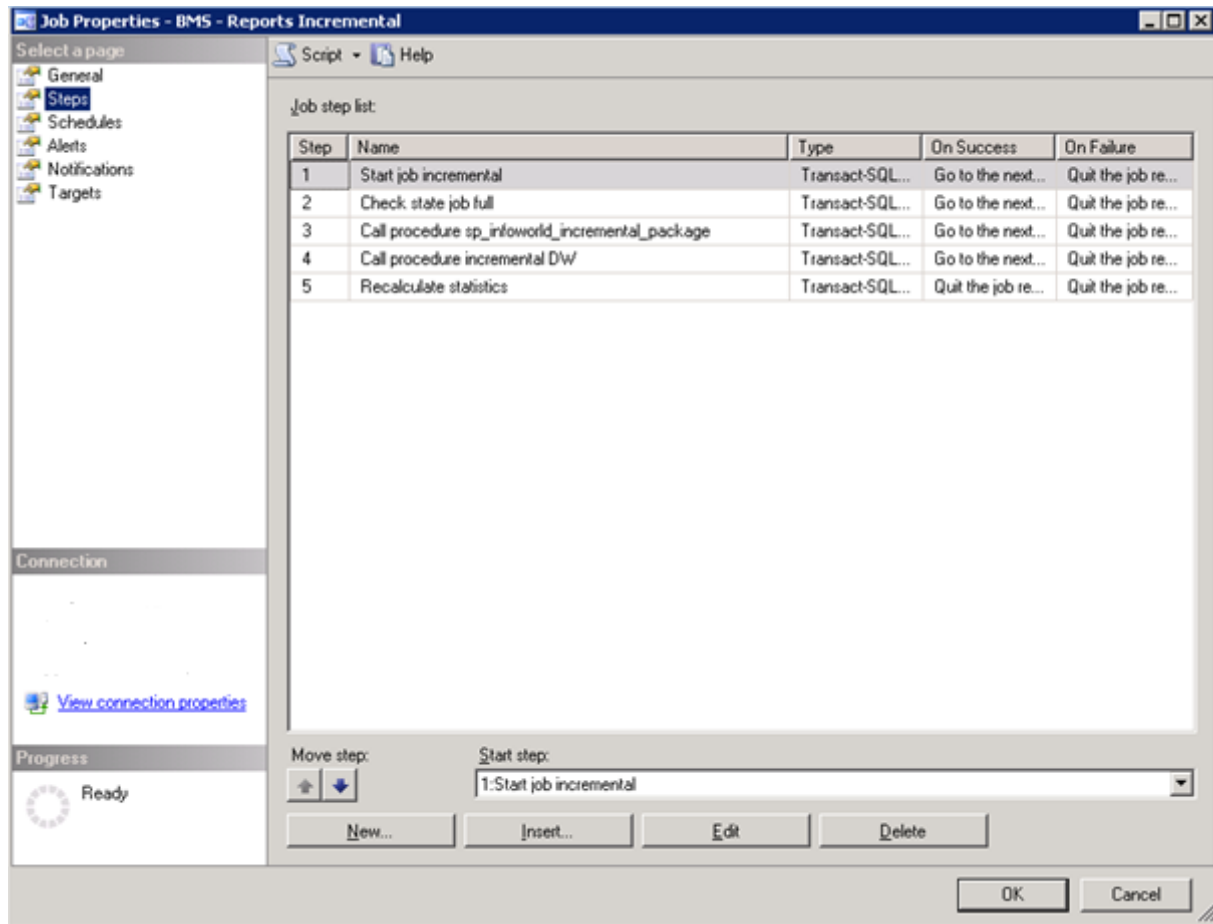 Job Properties - BMS - Reports Incremental
Select a page
General
Steps
Schedules
Alerts
Notifications
Targets
Connection
View connection properties
Progress
Ready
Script Help
Job step list:
Step Name Type On Success On Failure
1 Start job incremental Transact-SQL... Go to the next... Quit the job re...
2 Check state job full Transact-SQL... Go to the next... Quit the job re...
3 Call procedure sp_infoworld_incremental_package Transact-SQL... Go to the next... Quit the job re...
4 Call procedure incremental DW Transact-SQL... Go to the next... Quit the job re...
5 Recalculate statistics Transact-SQL... Quit the job re... Quit the job re...
Move step: Start step:
1:Start job incremental
New... Insert... Edit Delete
OK Cancel